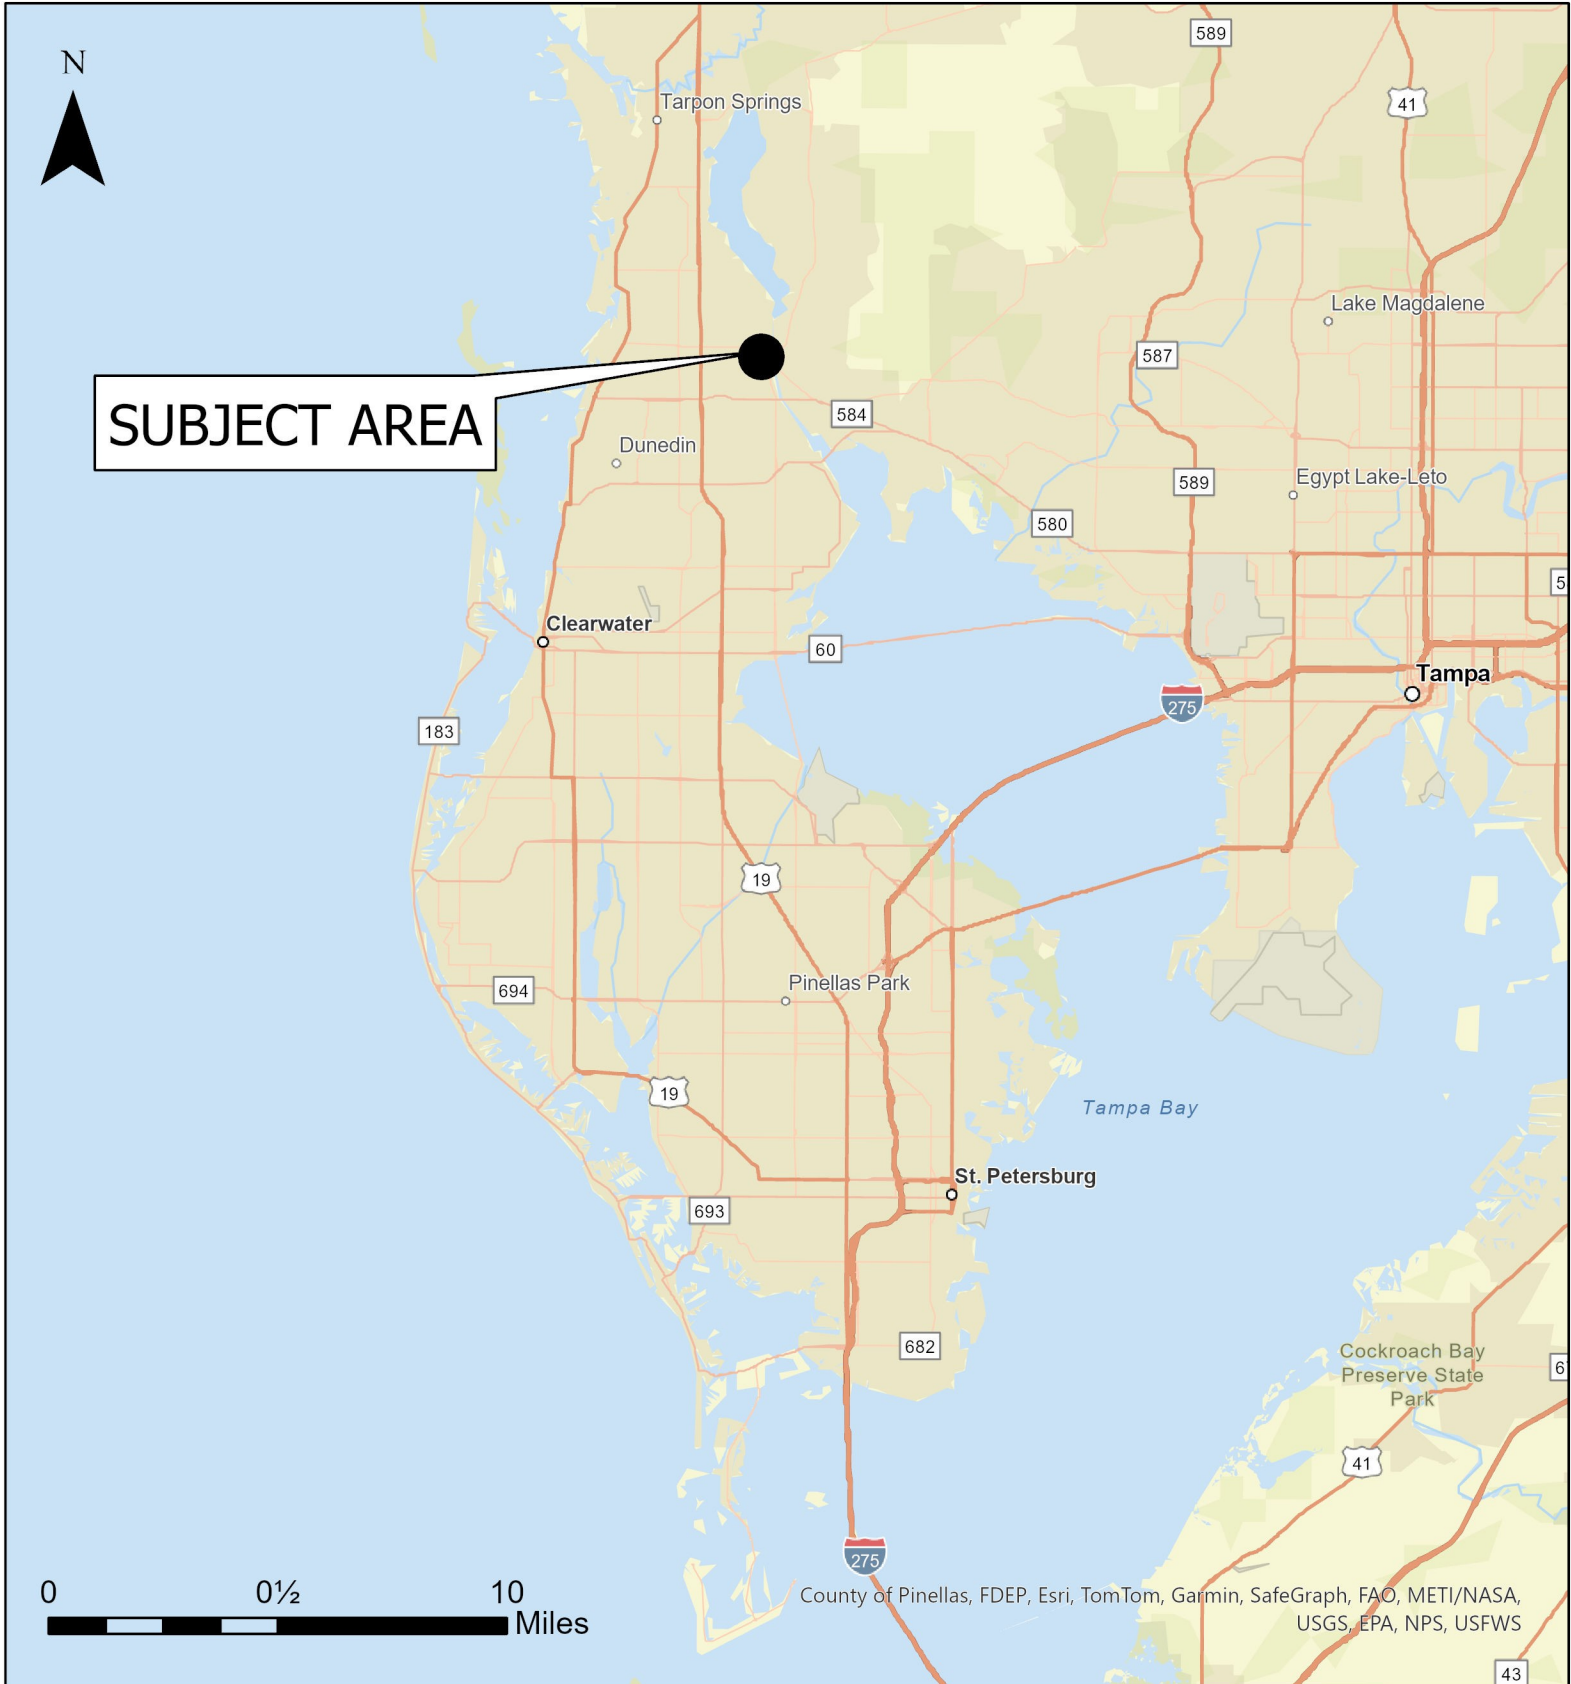 589
N
Tarpon Springs
41
Lake Magdalene
587
SUBJECT AREA
584
Dunedin
Egypt Lake-Leto
589
580
5
Clearwater
60
Tampa
275
183
19
Pinellas Park
694
19
Tampa Bay
St. Petersburg
693
682
Cockroach Bay
Preserve State
Park
41
275
0 0½ 10
Miles
County of Pinellas, FDEP, Esri, TomTom, Garmin, SafeGraph, FAO, METI/NASA,
USGS, EPA, NPS, USFWS
43